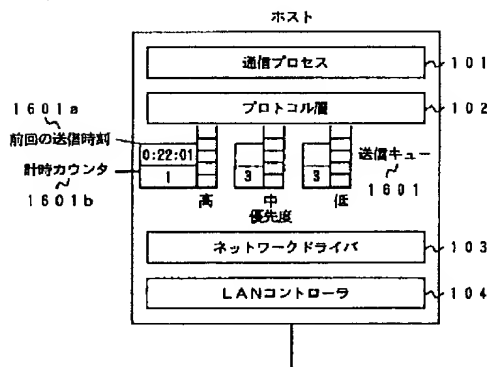 ホスト
通信プロセス
101
プロトコル層
102
1601a
前回の送信時刻
0:22:01
計時カウンタ
1
3
3
送信キュー
1601b
1601
高
中
低
優先度
ネットワークドライバ
103
LANコントローラ
104